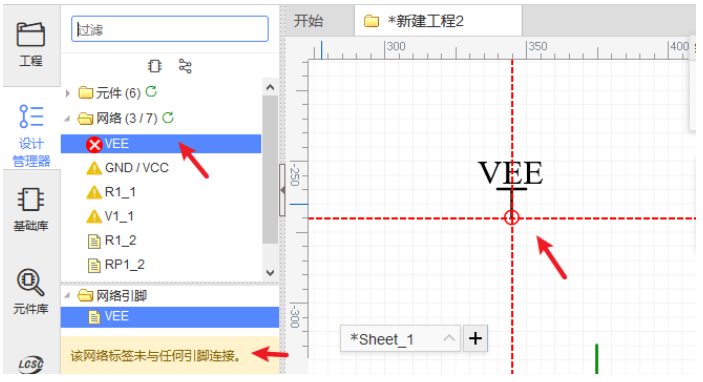 过滤
开始
*新建工程2
工程
300
350
400
元件 (6)
网络 (3 / 7)
设计
管理器
VEE
GND / VCC
R1_1
V1_1
R1_2
RP1_2
基础库
-250
VEE
网络引脚
VEE
元件库
-300
*Sheet_1
该网络标签未与任何引脚连接。
LCSC